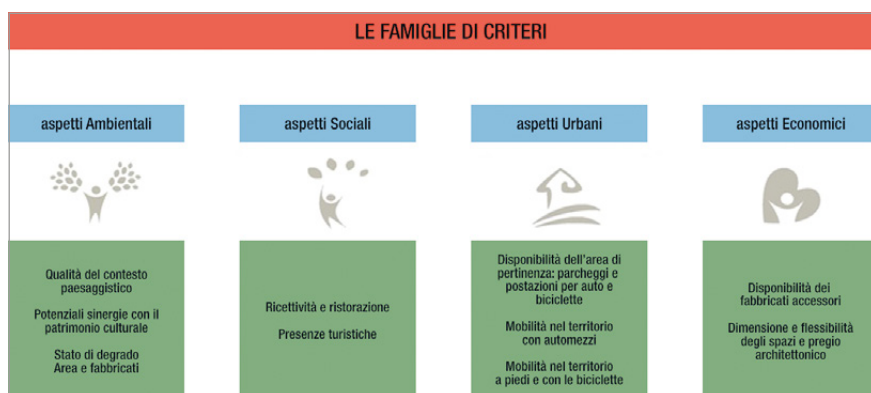 LE FAMIGLIE DI CRITERI
aspetti Ambientali
aspetti Sociali
aspetti Urbani
aspetti Economici
Qualità del contesto
paesaggistico
Potenziali sinergie con il
patrimonio culturale
Stato di degrado
Area e fabbricati
Ricettività e ristorazione
Presenze turistiche
Disponibilità dell'area di
pertinenza: parcheggi e
postazioni per auto e
biciclette
Mobilità nel territorio
con automezzi
Mobilità nel territorio
a piedi e con le biciclette
Disponibilità dei
fabbricati accessori
Dimensione e flessibilità
degli spazi e pregio
architettonico